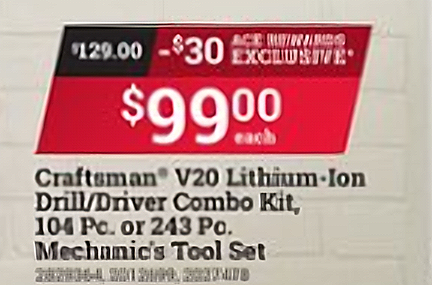 $129.00 -$30 ACE REWARDS
EXCLUSIVE*
$99.00
each
Craftsman® V20 Lithium-Ion
Drill/Driver Combo Kit,
104 Pc. or 243 Pc.
Mechanic's Tool Set